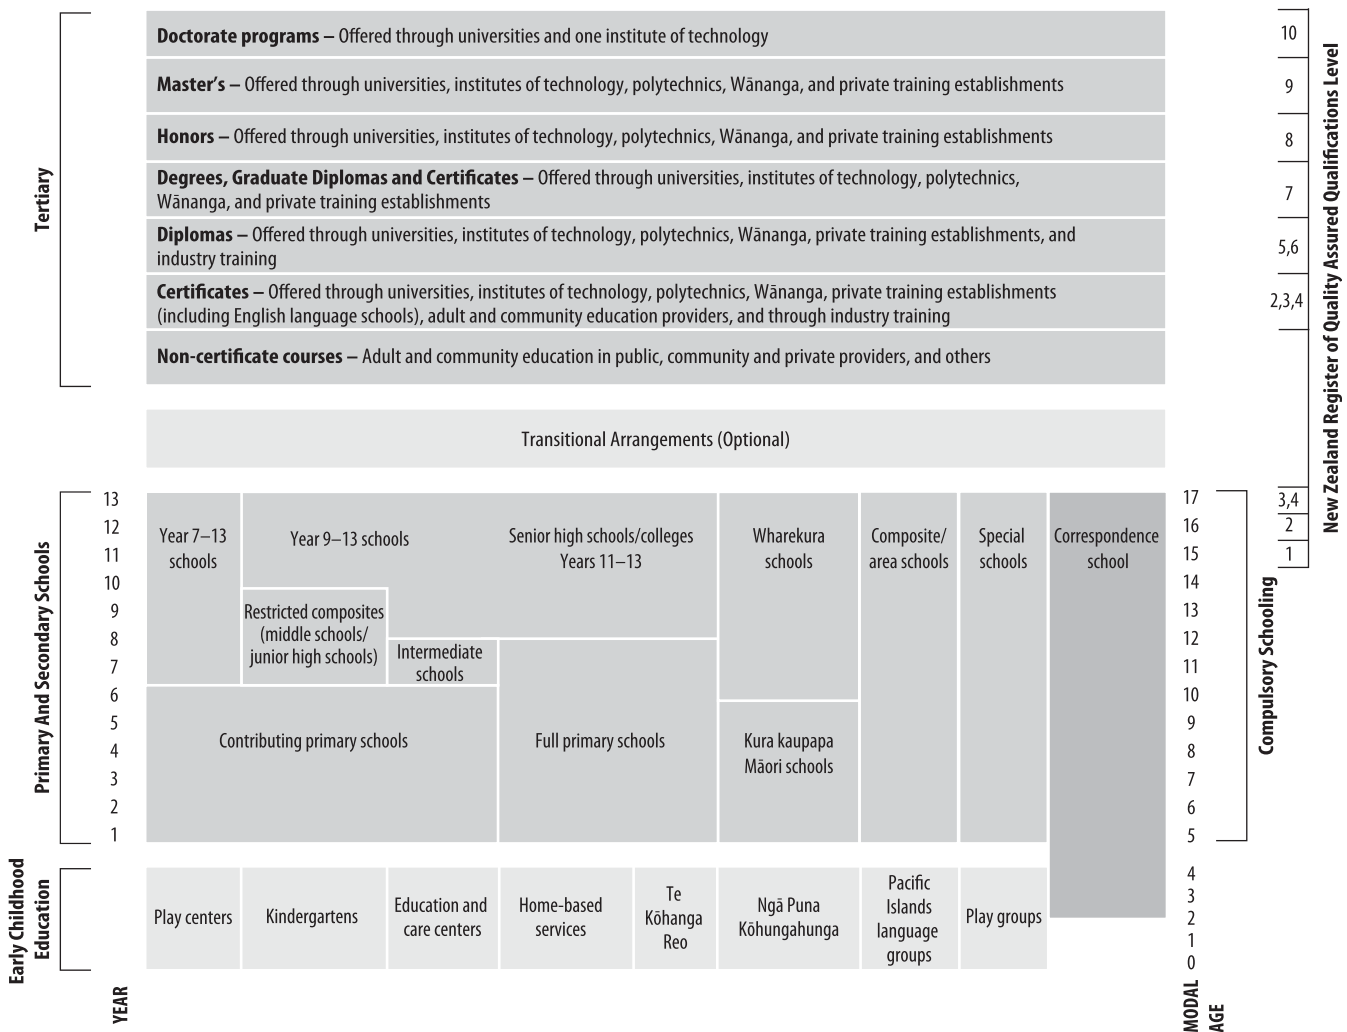 Doctorate programs – Offered through universities and one institute of technology
Master's – Offered through universities, institutes of technology, polytechnics, Wānanga, and private training establishments
Honors – Offered through universities, institutes of technology, polytechnics, Wānanga, and private training establishments
Degrees, Graduate Diplomas and Certificates – Offered through universities, institutes of technology, polytechnics,
Wānanga, and private training establishments
Diplomas – Offered through universities, institutes of technology, polytechnics, Wānanga, private training establishments, and
industry training
Certificates – Offered through universities, institutes of technology, polytechnics, Wānanga, private training establishments
(including English language schools), adult and community education providers, and through industry training
Non-certificate courses – Adult and community education in public, community and private providers, and others
Tertiary
10
9
8
7
5,6
2,3,4
3,4
2
1
New Zealand Register of Quality Assured Qualifications Level
Transitional Arrangements (Optional)
Primary And Secondary Schools
13
12
11
10
9
8
7
6
5
4
3
2
1
Year 7–13
schools
Year 9–13 schools
Senior high schools/colleges
Years 11–13
Wharekura
schools
Composite/
area schools
Special
schools
Correspondence
school
Restricted composites
(middle schools/
junior high schools)
Intermediate
schools
Contributing primary schools
Full primary schools
Kura kaupapa
Māori schools
17
16
15
14
13
12
11
10
9
8
7
6
5
4
3
2
1
0
Compulsory Schooling
Early Childhood
Education
Play centers
Kindergartens
Education and
care centers
Home-based
services
Te
Kōhanga
Reo
Ngā Puna
Kōhungahunga
Pacific
Islands
language
groups
Play groups
YEAR
MODAL
AGE